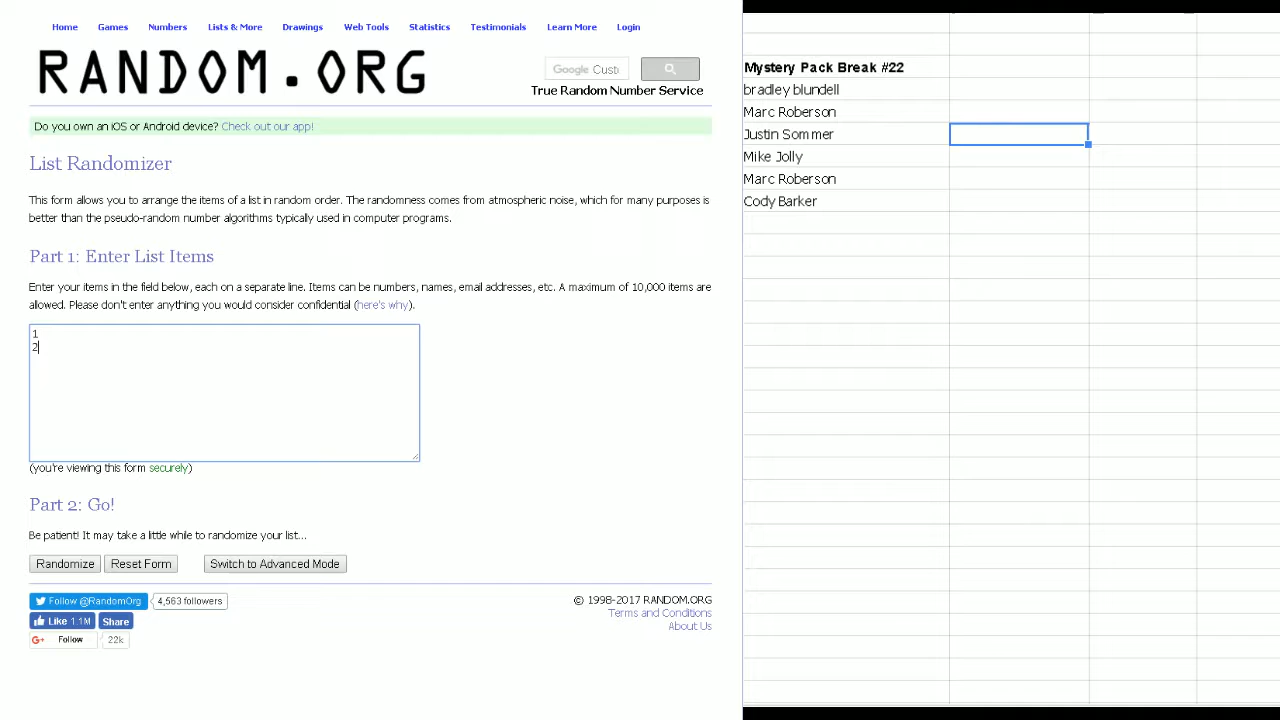 Home Games Numbers Lists & More Drawings Web Tools Statistics Testimonials Learn More Login
RANDOM.ORG
Google Cust
True Random Number Service
Do you own an iOS or Android device? Check out our app!
List Randomizer
This form allows you to arrange the items of a list in random order. The randomness comes from atmospheric noise, which for many purposes is
better than the pseudo-random number algorithms typically used in computer programs.
Part 1: Enter List Items
Enter your items in the field below, each on a separate line. Items can be numbers, names, email addresses, etc. A maximum of 10,000 items are
allowed. Please don't enter anything you would consider confidential (here's why).
1
2
(you're viewing this form securely)
Part 2: Go!
Be patient! It may take a little while to randomize your list...
Randomize Reset Form Switch to Advanced Mode
Follow @RandomOrg 4,563 followers
Like 1.1M Share
Follow 22k
© 1998-2017 RANDOM.ORG
Terms and Conditions
About Us
Mystery Pack Break #22
bradley blundell
Marc Roberson
Justin Sommer
Mike Jolly
Marc Roberson
Cody Barker